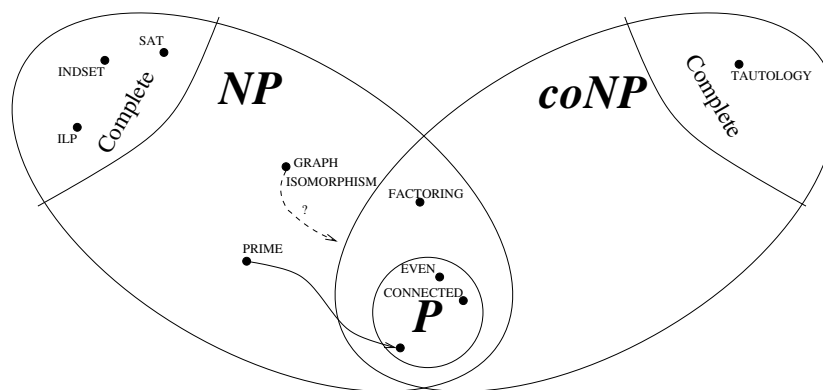 SAT
INDSET
Complete
ILP
NP
coNP
TAUTOLOGY
Complete
GRAPH
ISOMORPHISM
?
FACTORING
PRIME
EVEN
CONNECTED
P